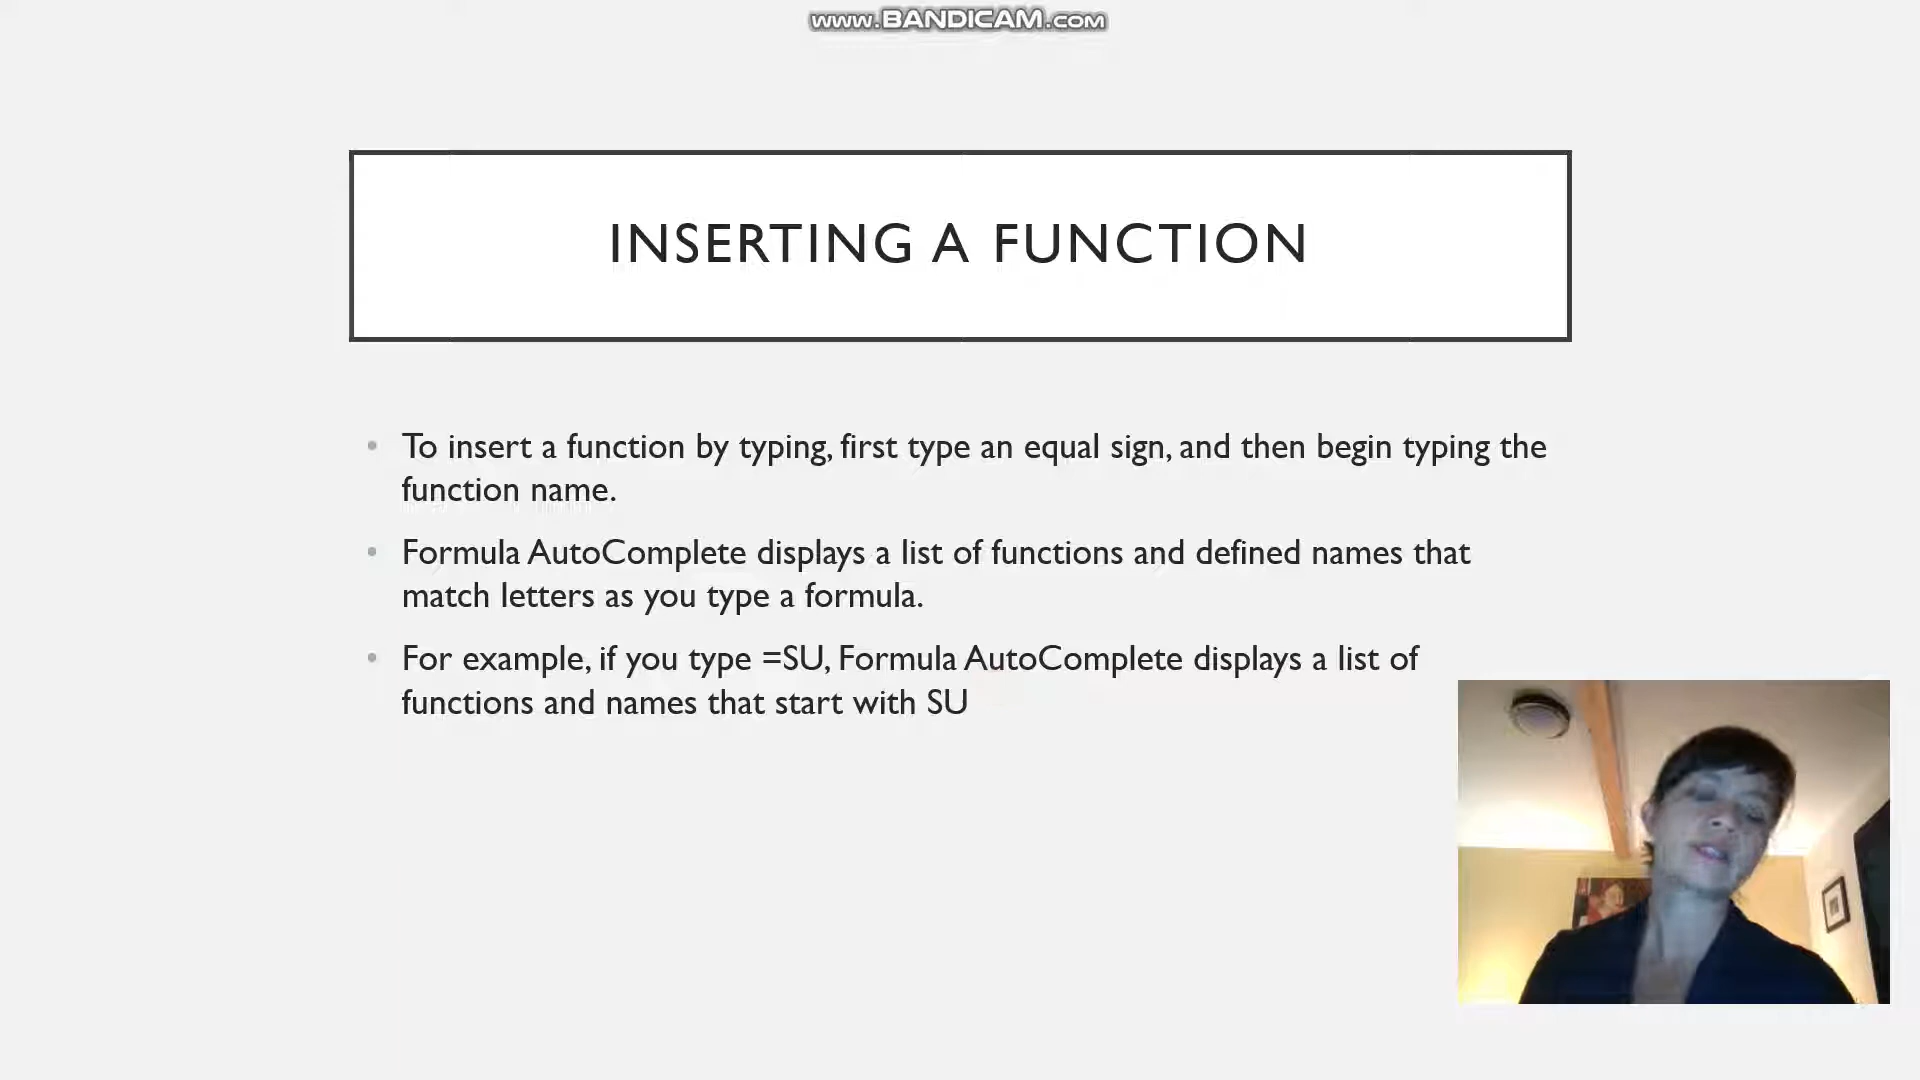 www.BANDICAM.com
INSERTING A FUNCTION
• To insert a function by typing, first type an equal sign, and then begin typing the
function name.
• Formula AutoComplete displays a list of functions and defined names that
match letters as you type a formula.
• For example, if you type =SU, Formula AutoComplete displays a list of
functions and names that start with SU